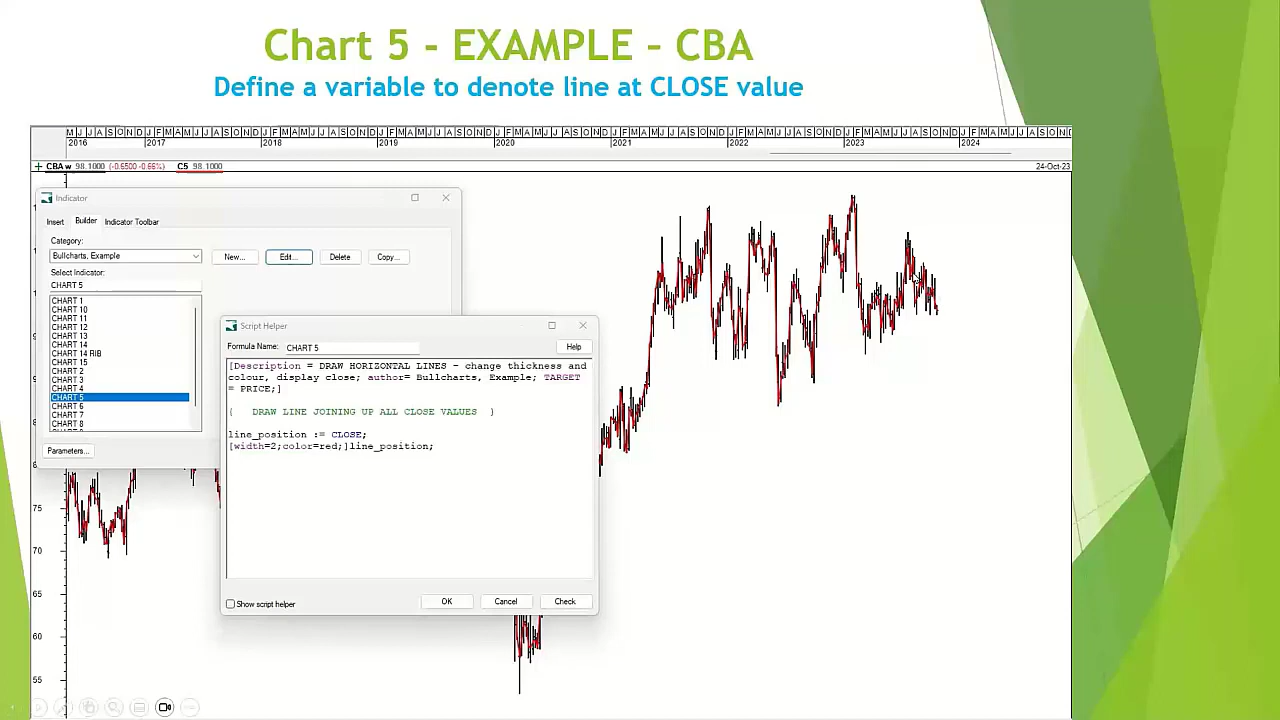 Chart 5 - EXAMPLE – CBA
Define a variable to denote line at CLOSE value
M J J A S O N D J F M A M J J A S O N D J F M A M J J A S O N D J F M A M J J A S O N D J F M A M J J A S O N D J F M A M J J A S O N D J F M A M J J A S O N D J F M A M J J A S O N D J F M A M J J A S O N D
2016 2017 2018 2019 2020 2021 2022 2023 2024
CBA w 98.1000 (-0.6500 -0.66%) C5 98.1000
24-Oct-23
Indicator
Insert Builder Indicator Toolbar
Category:
Bullcharts, Example
New... Edit... Delete Copy...
Select Indicator:
CHART 5
CHART 1
CHART 10
CHART 11
CHART 12
CHART 13
CHART 14
CHART 14 RIB
CHART 15
CHART 2
CHART 3
CHART 4
CHART 5
CHART 6
CHART 7
CHART 8
Parameters...
Script Helper
Formula Name: CHART 5
Help
[Description = DRAW HORIZONTAL LINES - change thickness and
colour, display close; author= Bullcharts, Example; TARGET
= PRICE;]
{ DRAW LINE JOINING UP ALL CLOSE VALUES }
line_position := CLOSE;
[width=2;color=red;]line_position;
Show script helper
OK Cancel Check
75
70
65
60
55